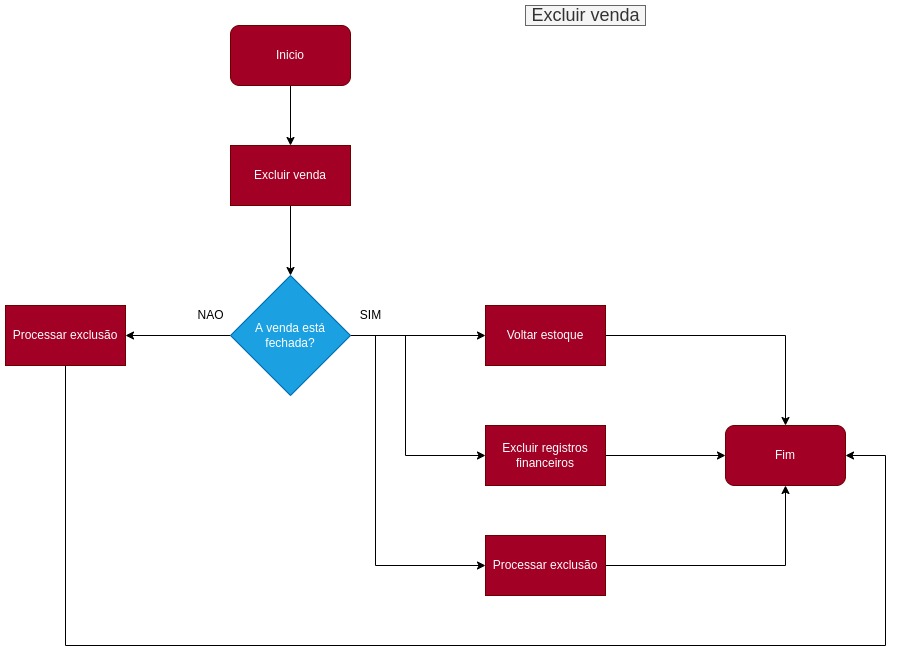 Excluir venda
Inicio
Excluir venda
NAO
SIM
Processar exclusão
A venda está
fechada?
Voltar estoque
Excluir registros
financeiros
Fim
Processar exclusão